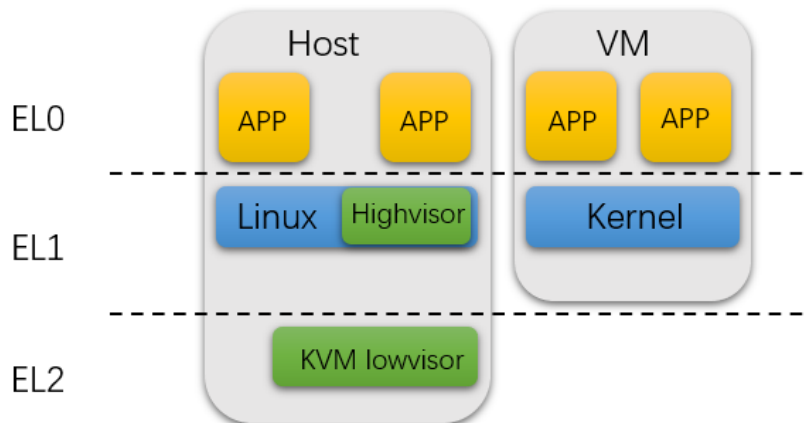 Host VM
EL0 APP APP APP APP
EL1 Linux Highvisor Kernel
EL2 KVM lowvisor